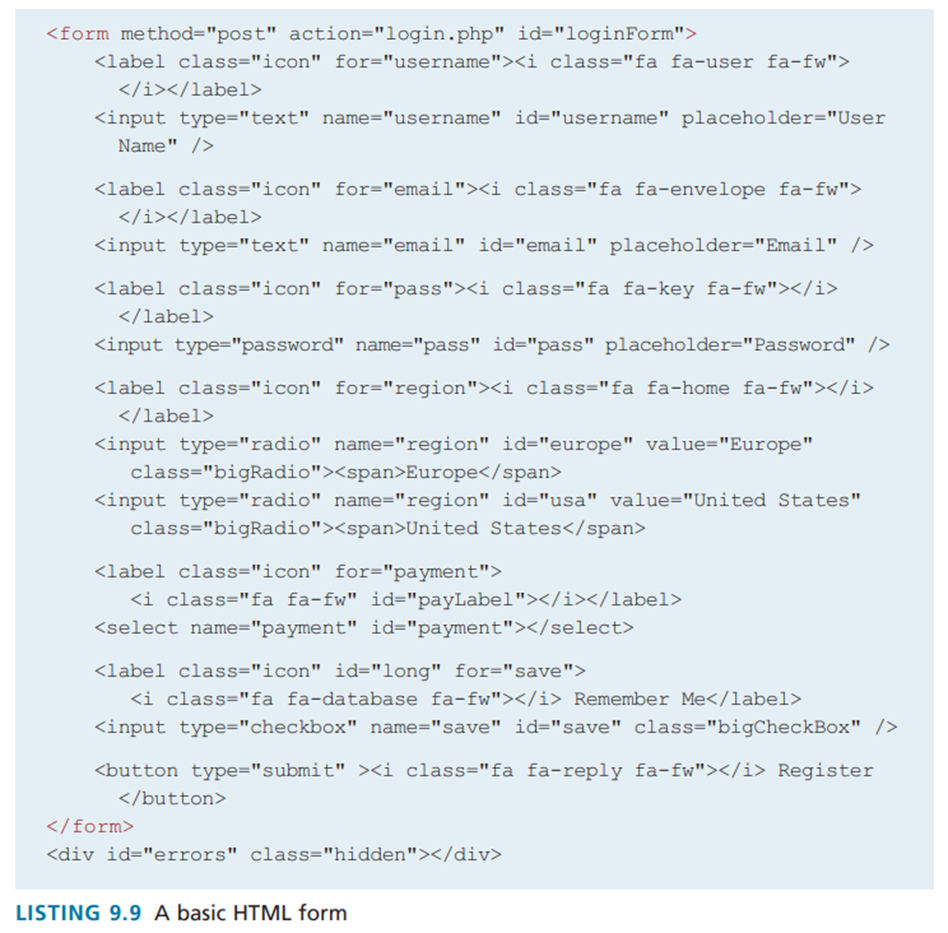 <form method="post" action="login.php" id="loginForm">
<label class="icon" for="username"><i class="fa fa-user fa-fw">
</i></label>
<input type="text" name="username" id="username" placeholder="User
Name" />
<label class="icon" for="email"><i class="fa fa-envelope fa-fw">
</i></label>
<input type="text" name="email" id="email" placeholder="Email" />
<label class="icon" for="pass"><i class="fa fa-key fa-fw"></i>
</label>
<input type="password" name="pass" id="pass" placeholder="Password" />
<label class="icon" for="region"><i class="fa fa-home fa-fw"></i>
</label>
<input type="radio" name="region" id="europe" value="Europe"
class="bigRadio"><span>Europe</span>
<input type="radio" name="region" id="usa" value="United States"
class="bigRadio"><span>United States</span>
<label class="icon" for="payment">
<i class="fa fa-fw" id="payLabel"></i></label>
<select name="payment" id="payment"></select>
<label class="icon" id="long" for="save">
<i class="fa fa-database fa-fw"></i> Remember Me</label>
<input type="checkbox" name="save" id="save" class="bigCheckBox" />
<button type="submit" ><i class="fa fa-reply fa-fw"></i> Register
</button>
</form>
<div id="errors" class="hidden"></div>
LISTING 9.9 A basic HTML form